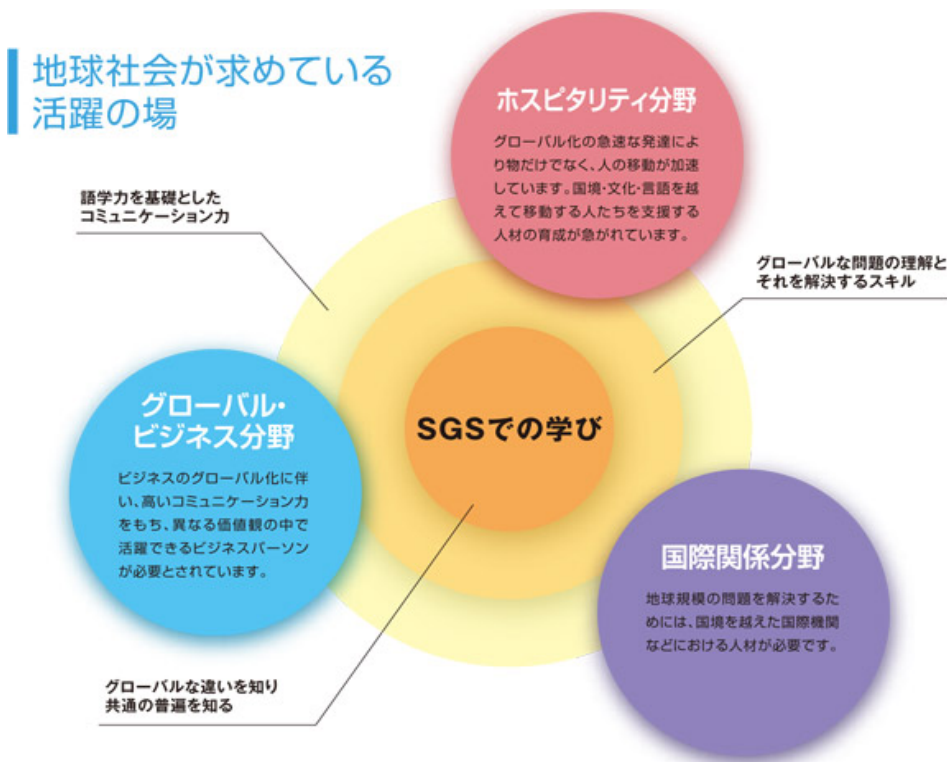 地球社会が求めている
活躍の場
ホスピタリティ分野
グローバル化の急速な発達によ
り物だけでなく、人の移動が加速
しています。国境・文化・言語を越
えて移動する人たちを支援する
人材の育成が急がれています。
語学力を基礎とした
コミュニケーション力
グローバルな問題の理解と
それを解決するスキル
SGSでの学び
グローバル・
ビジネス分野
ビジネスのグローバル化に伴
い、高いコミュニケーション力
をもち、異なる価値観の中で
活躍できるビジネスパーソン
が必要とされています。
国際関係分野
地球規模の問題を解決するた
めには、国境を越えた国際機関
などにおける人材が必要です。
グローバルな違いを知り
共通の普遍を知る